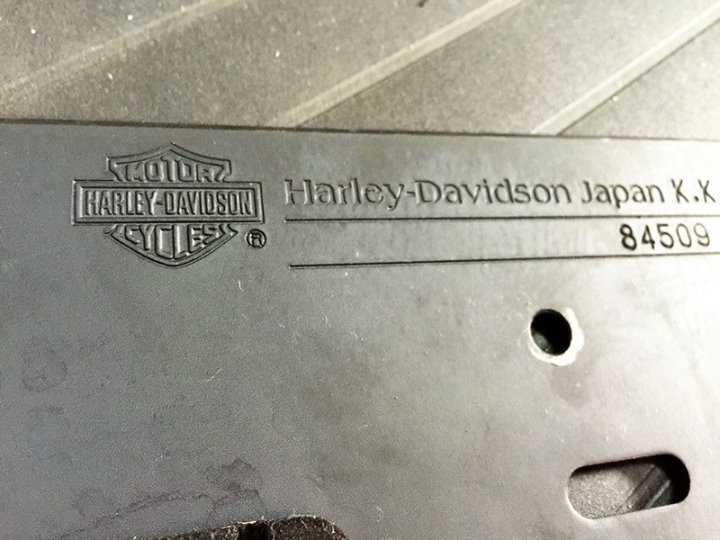 MOTOR
HARLEY-DAVIDSON
CYCLES
®
Harley-Davidson Japan K.K
84509